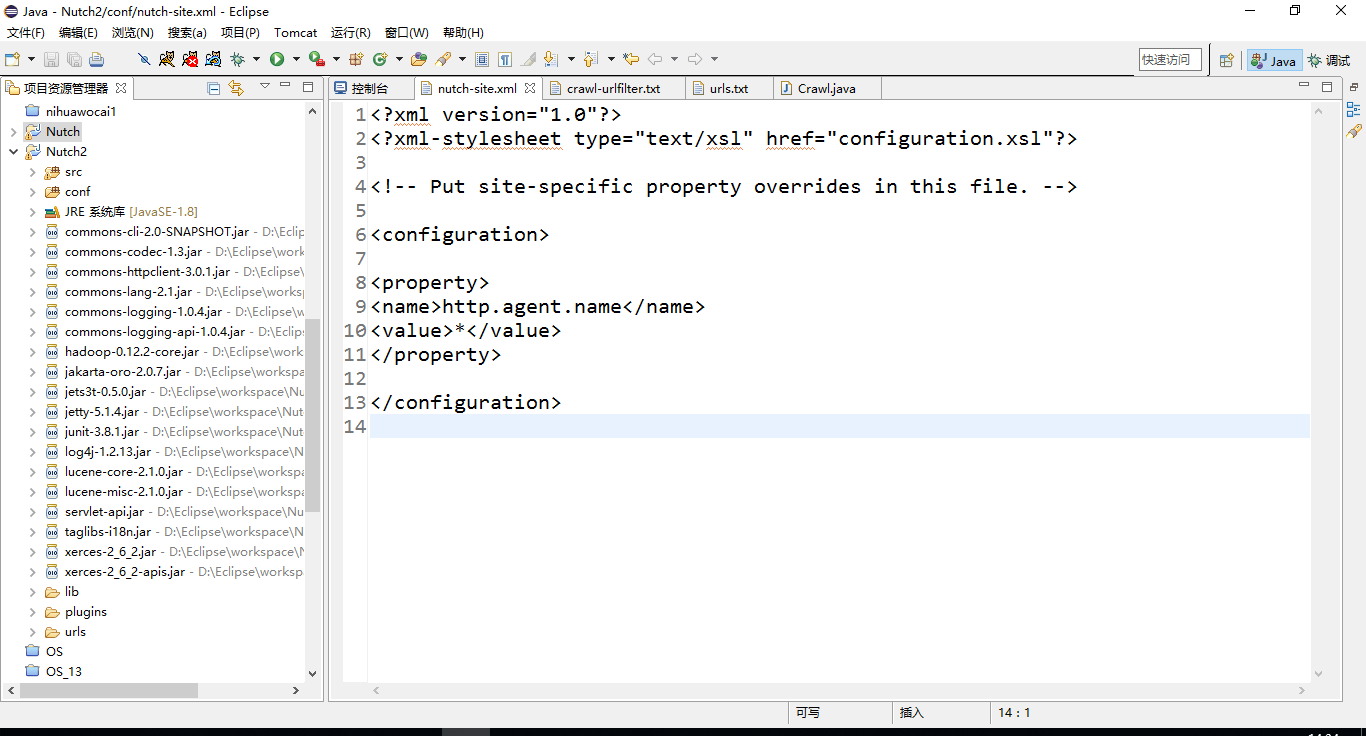 Java - Nutch2/conf/nutch-site.xml - Eclipse
文件(F) 编辑(E) 浏览(N) 搜索(a) 项目(P) Tomcat 运行(R) 窗口(W) 帮助(H)
快速访问 Java 调试
项目资源管理器
nihuawocai1
Nutch
Nutch2
src
conf
JRE 系统库 [JavaSE-1.8]
commons-cli-2.0-SNAPSHOT.jar - D:\Eclip
commons-codec-1.3.jar - D:\Eclipse\work
commons-httpclient-3.0.1.jar - D:\Eclipse\
commons-lang-2.1.jar - D:\Eclipse\worksp
commons-logging-1.0.4.jar - D:\Eclipse\w
commons-logging-api-1.0.4.jar - D:\Eclips
hadoop-0.12.2-core.jar - D:\Eclipse\work
jakarta-oro-2.0.7.jar - D:\Eclipse\workspa
jets3t-0.5.0.jar - D:\Eclipse\workspace\Nu
jetty-5.1.4.jar - D:\Eclipse\workspace\Nut
junit-3.8.1.jar - D:\Eclipse\workspace\Nut
log4j-1.2.13.jar - D:\Eclipse\workspace\N
lucene-core-2.1.0.jar - D:\Eclipse\workspa
lucene-misc-2.1.0.jar - D:\Eclipse\worksp
servlet-api.jar - D:\Eclipse\workspace\Nu
taglibs-i18n.jar - D:\Eclipse\workspace\N
xerces-2_6_2.jar - D:\Eclipse\workspace\N
xerces-2_6_2-apis.jar - D:\Eclipse\worksp
lib
plugins
urls
OS
OS_13
控制台 nutch-site.xml crawl-urlfilter.txt urls.txt Crawl.java
1 <?xml version="1.0"?>
2 <?xml-stylesheet type="text/xsl" href="configuration.xsl"?>
3
4 <!-- Put site-specific property overrides in this file. -->
5
6 <configuration>
7
8 <property>
9 <name>http.agent.name</name>
10 <value>*</value>
11 </property>
12
13 </configuration>
14
可写 插入 14 : 1